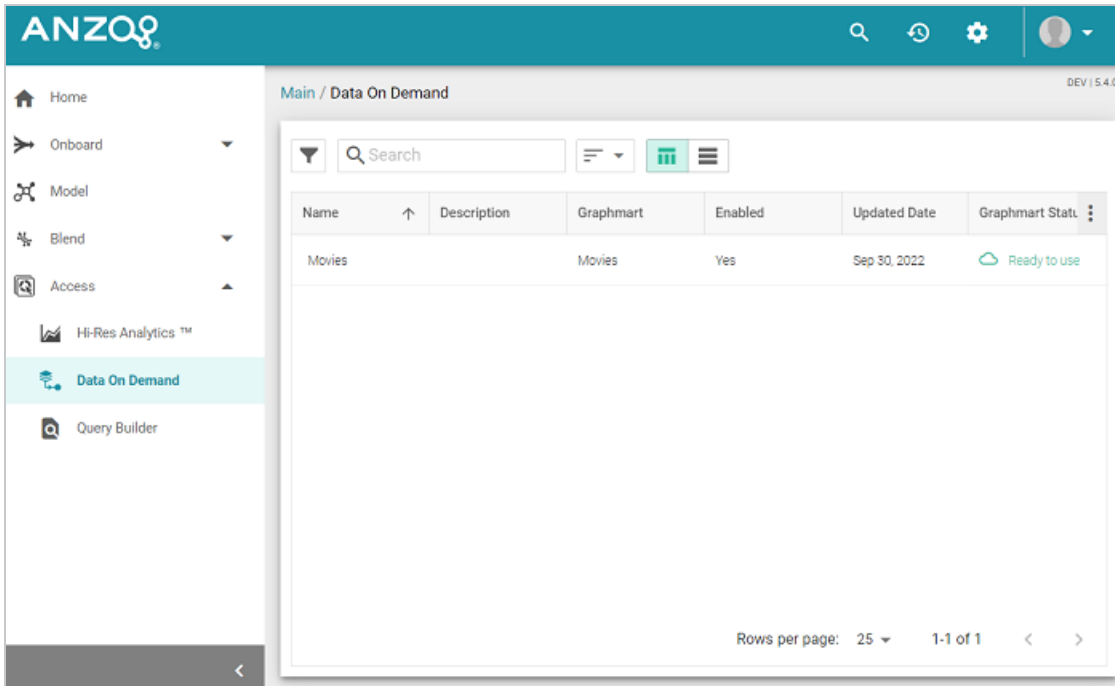 ANZO®
Home
Onboard
Model
Blend
Access
Hi-Res Analytics ™
Data On Demand
Query Builder
Main / Data On Demand
DEV | 5.4.0
Search
Name Description Graphmart Enabled Updated Date Graphmart Statu
Movies Movies Yes Sep 30, 2022 Ready to use
Rows per page: 25 1-1 of 1